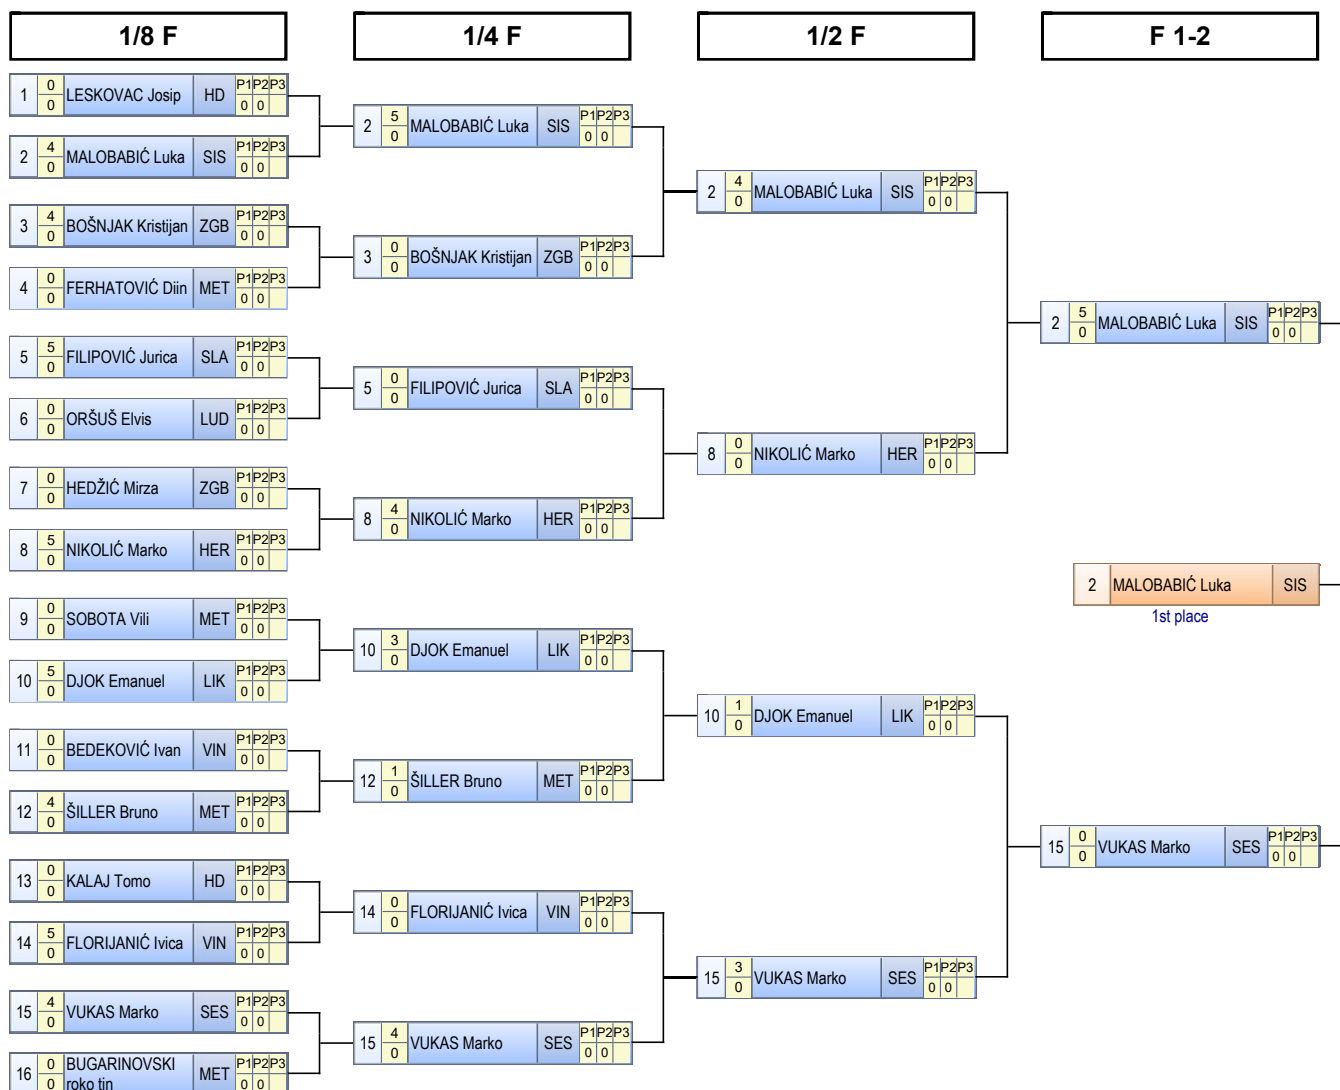 1/8 F
1/4 F
1/2 F
F 1-2
1 0 0 LESKOVAC Josip HD P1 P2 P3 0 0
2 4 0 MALOBABIĆ Luka SIS P1 P2 P3 0 0
3 4 0 BOŠNJAK Kristijan ZGB P1 P2 P3 0 0
4 0 0 FERHATOVIĆ Diin MET P1 P2 P3 0 0
5 5 0 FILIPOVIĆ Jurica SLA P1 P2 P3 0 0
6 0 0 ORŠUŠ Elvis LUD P1 P2 P3 0 0
7 0 0 HEDŽIĆ Mirza ZGB P1 P2 P3 0 0
8 5 0 NIKOLIĆ Marko HER P1 P2 P3 0 0
9 0 0 SOBOTA Vili MET P1 P2 P3 0 0
10 5 0 DJOK Emanuel LIK P1 P2 P3 0 0
11 0 0 BEDEKOVIĆ Ivan VIN P1 P2 P3 0 0
12 4 0 ŠILLER Bruno MET P1 P2 P3 0 0
13 0 0 KALAJ Tomo HD P1 P2 P3 0 0
14 5 0 FLORIJANIĆ Ivica VIN P1 P2 P3 0 0
15 4 0 VUKAS Marko SES P1 P2 P3 0 0
16 0 0 BUGARINOVSKI
roko tin MET P1 P2 P3 0 0
2 5 0 MALOBABIĆ Luka SIS P1 P2 P3 0 0
3 0 0 BOŠNJAK Kristijan ZGB P1 P2 P3 0 0
5 0 0 FILIPOVIĆ Jurica SLA P1 P2 P3 0 0
8 4 0 NIKOLIĆ Marko HER P1 P2 P3 0 0
10 3 0 DJOK Emanuel LIK P1 P2 P3 0 0
12 1 0 ŠILLER Bruno MET P1 P2 P3 0 0
14 0 0 FLORIJANIĆ Ivica VIN P1 P2 P3 0 0
15 4 0 VUKAS Marko SES P1 P2 P3 0 0
2 4 0 MALOBABIĆ Luka SIS P1 P2 P3 0 0
8 0 0 NIKOLIĆ Marko HER P1 P2 P3 0 0
10 1 0 DJOK Emanuel LIK P1 P2 P3 0 0
15 3 0 VUKAS Marko SES P1 P2 P3 0 0
2 5 0 MALOBABIĆ Luka SIS P1 P2 P3 0 0
2 MALOBABIĆ Luka SIS
1st place
15 0 0 VUKAS Marko SES P1 P2 P3 0 0